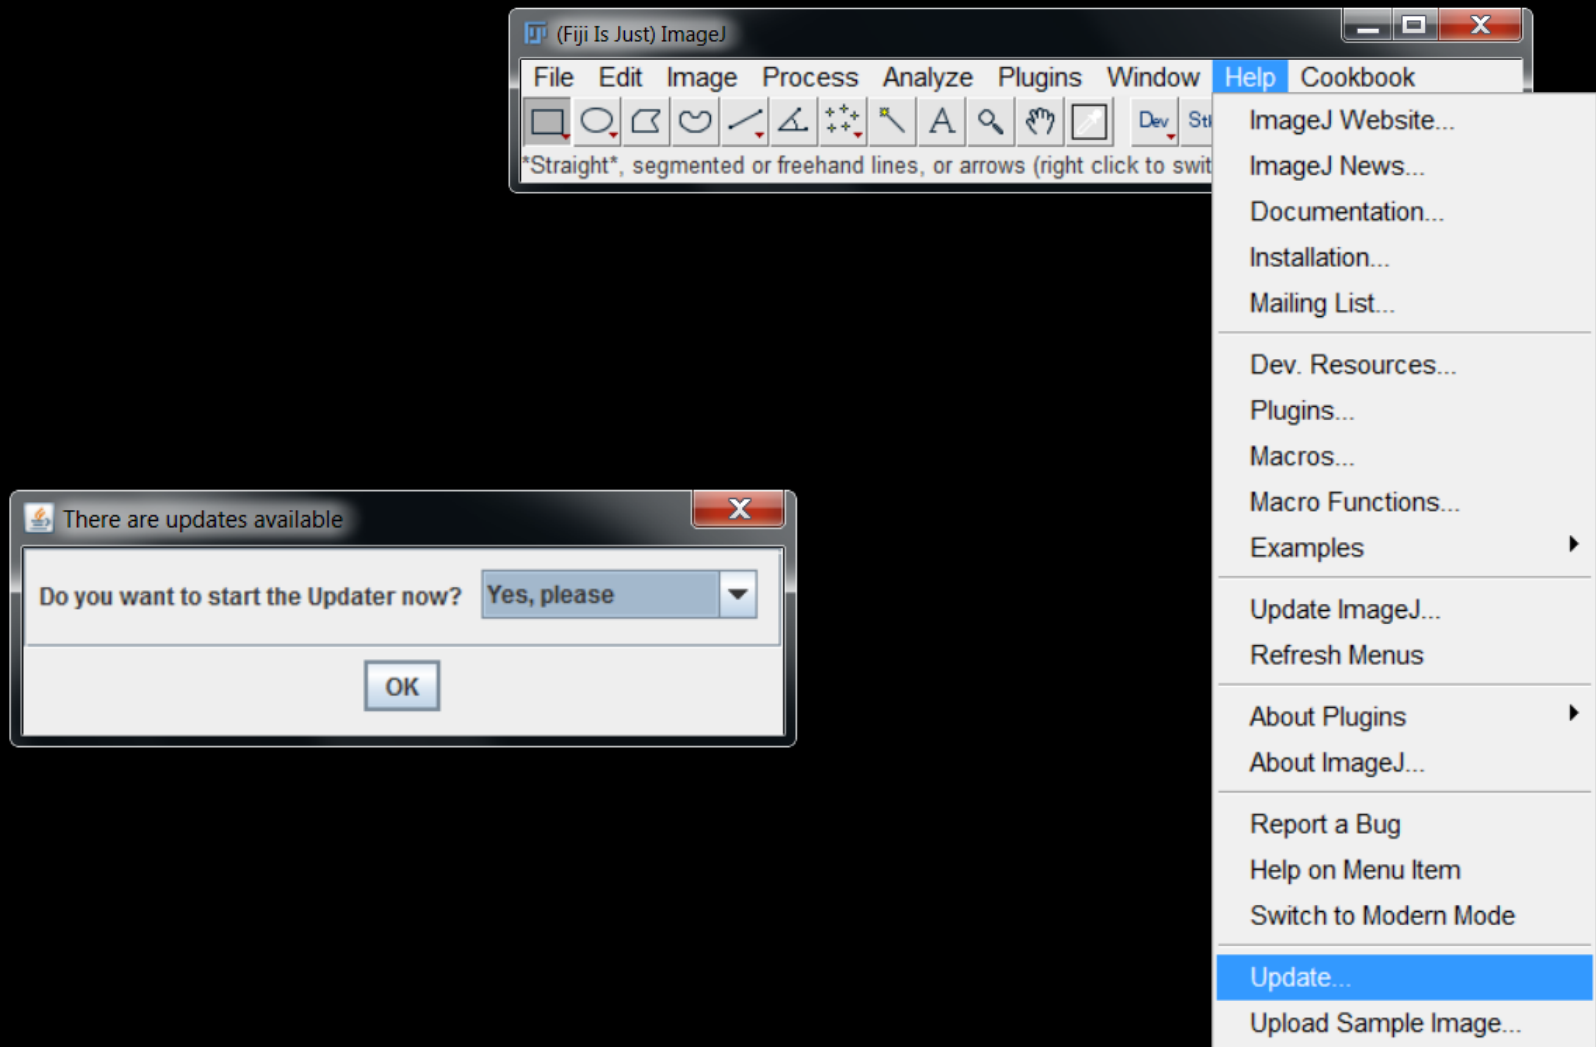 (Fiji Is Just) ImageJ
File Edit Image Process Analyze Plugins Window Help Cookbook
Dev
*Straight*, segmented or freehand lines, or arrows (right click to swit
ImageJ Website...
ImageJ News...
Documentation...
Installation...
Mailing List...
Dev. Resources...
Plugins...
Macros...
Macro Functions...
Examples
Update ImageJ...
Refresh Menus
About Plugins
About ImageJ...
Report a Bug
Help on Menu Item
Switch to Modern Mode
Update...
Upload Sample Image...
There are updates available
Do you want to start the Updater now? Yes, please
OK